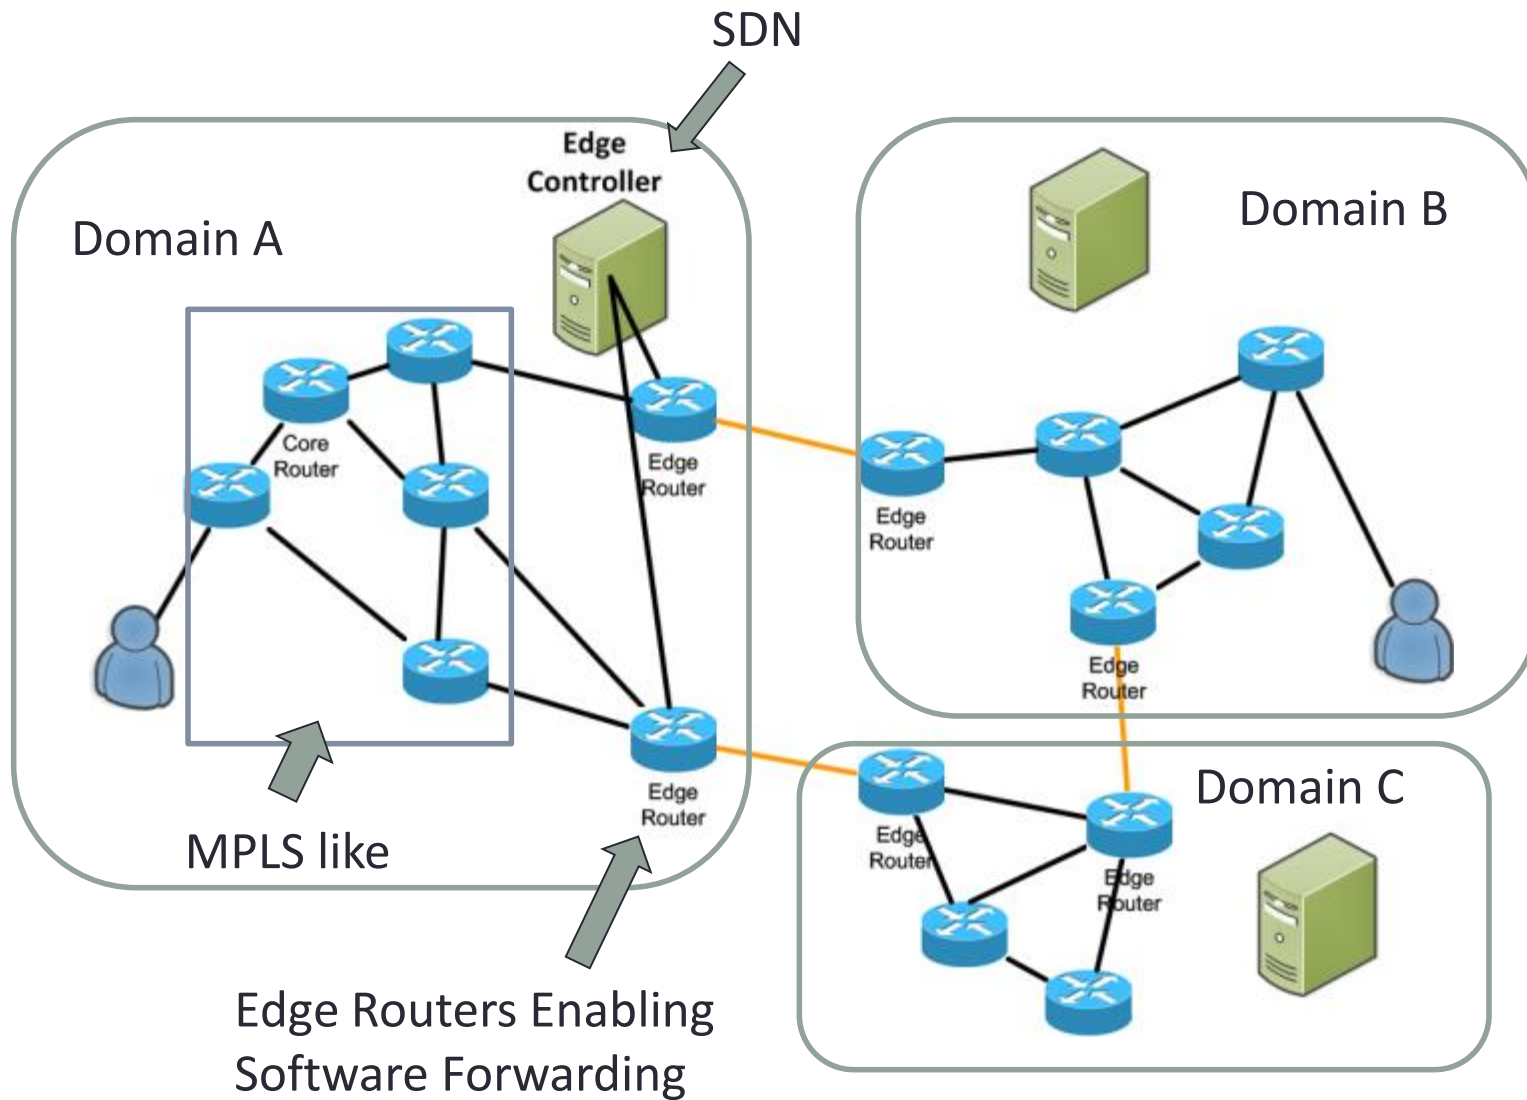 SDN
Edge
Controller
Domain A
Domain B
Core
Router
Edge
Router
Edge
Router
Edge
Router
Domain C
Edge
Router
MPLS like
Edge
Router
Edge
Router
Edge Routers Enabling
Software Forwarding